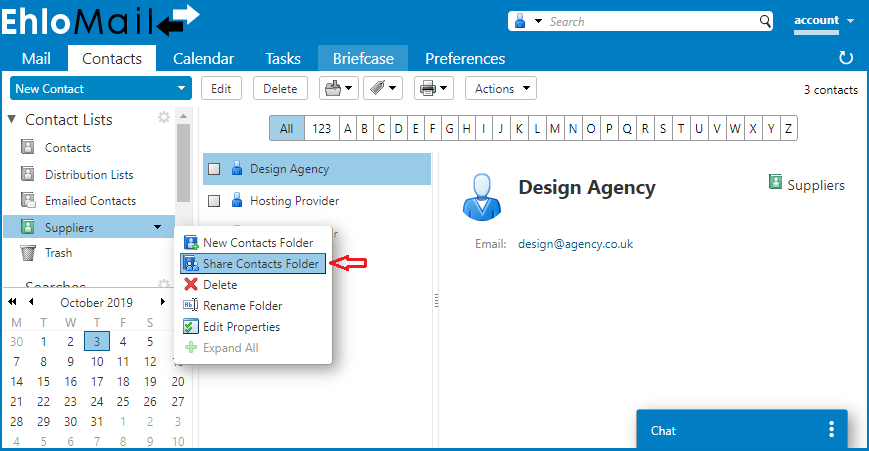 EhloMail
Search
account
Mail Contacts Calendar Tasks Briefcase Preferences
New Contact Edit Delete Actions 3 contacts
Contact Lists
All 123 A B C D E F G H I J K L M N O P Q R S T U V W X Y Z
Contacts
Distribution Lists
Emailed Contacts
Suppliers
Trash
Design Agency
Hosting Provider
Design Agency
Suppliers
Email: design@agency.co.uk
New Contacts Folder
Share Contacts Folder
Delete
Rename Folder
Edit Properties
Expand All
Searches
October 2019
M T W T F S
30 1 2 3 4 5
7 8 9 10 11 12
14 15 16 17 18 19 20
21 22 23 24 25 26 27
28 29 30 31 1 2 3
4 5 6 7 8 9 10
Chat